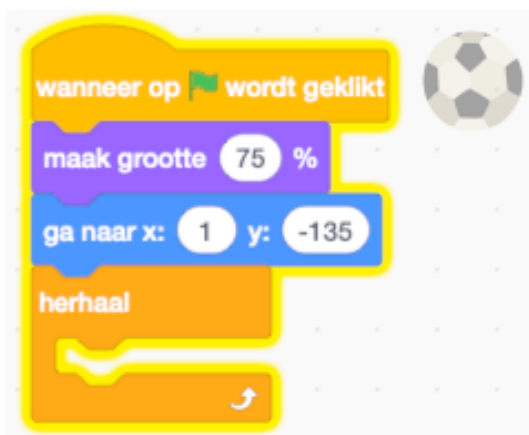 wanneer op wordt geklikt
maak grootte 75 %
ga naar x: 1 y: -135
herhaal